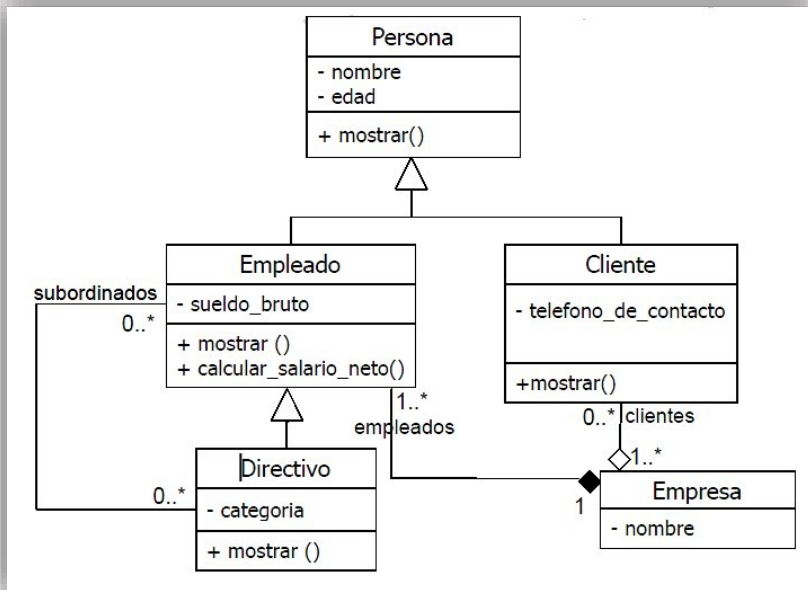 Persona
- nombre
- edad
+ mostrar()
Empleado
- sueldo_bruto
+ mostrar ()
+ calcular_salario_neto()
Cliente
- telefono_de_contacto
+mostrar()
subordinados
0..*
1..*
empleados
0..* clientes
1..*
Directivo
- categoria
+ mostrar ()
0..*
1
Empresa
- nombre